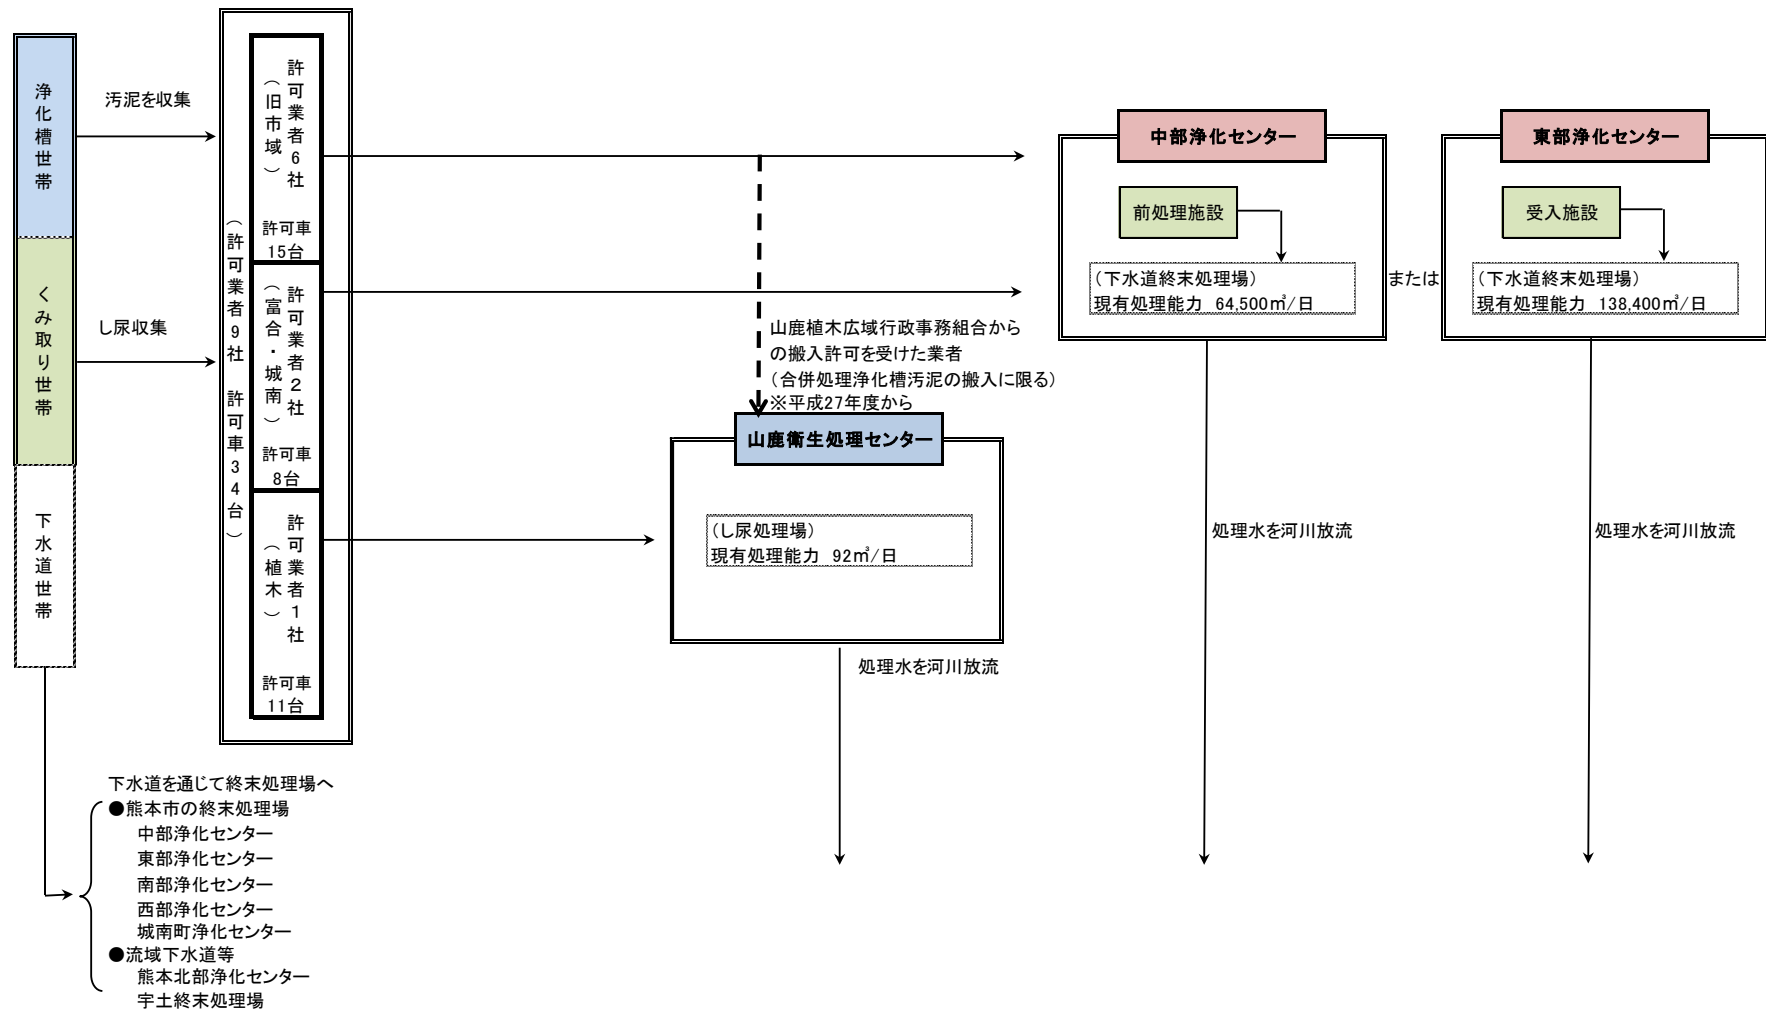 浄化槽世帯
くみ取り世帯
下水道世帯
汚泥を収集
し尿収集
（許可業者9社　許可車34台）
許可業者6社
（旧市域）
許可車
15台
許可業者2社
（富合・城南）
許可車
8台
許可業者1社
（植木）
許可車
11台
山鹿植木広域行政事務組合から
の搬入許可を受けた業者
（合併処理浄化槽汚泥の搬入に限る）
※平成27年度から
山鹿衛生処理センター
（し尿処理場）
現有処理能力 92㎥/日
処理水を河川放流
中部浄化センター
前処理施設
（下水道終末処理場）
現有処理能力 64,500㎥/日
または
処理水を河川放流
東部浄化センター
受入施設
（下水道終末処理場）
現有処理能力 138,400㎥/日
処理水を河川放流
下水道を通じて終末処理場へ
●熊本市の終末処理場
中部浄化センター
東部浄化センター
南部浄化センター
西部浄化センター
城南町浄化センター
●流域下水道等
熊本北部浄化センター
宇土終末処理場